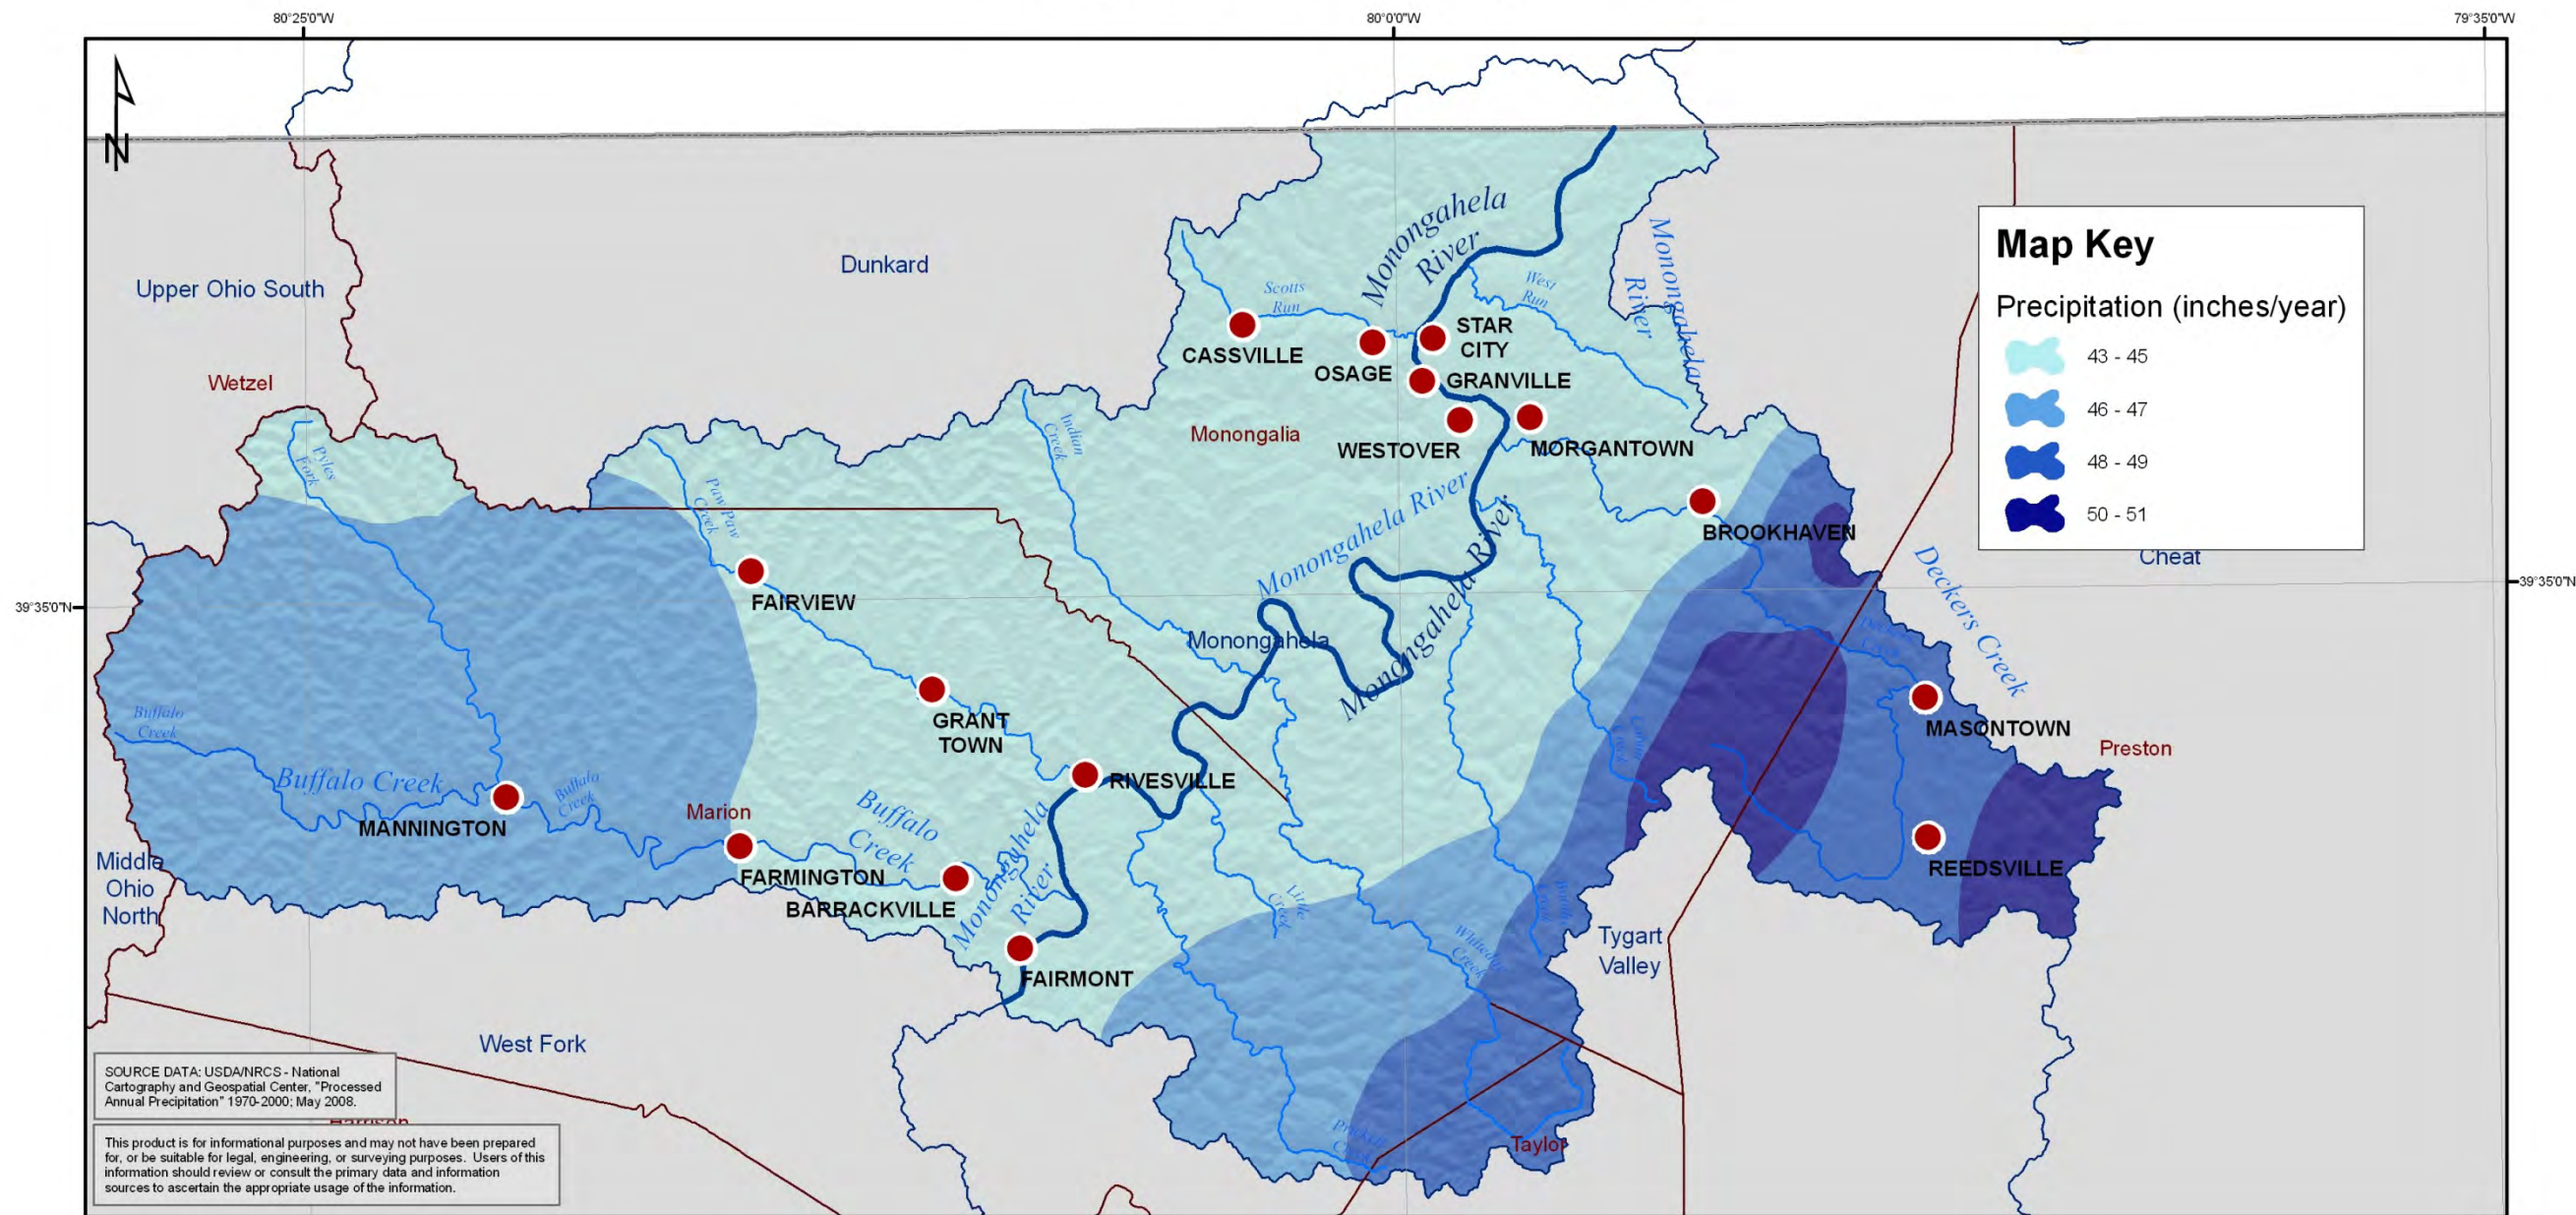 80°25'0"W
80°0'0"W
79°35'0"W
N
Monongahela
River
Monongahela
River
Map Key
Precipitation (inches/year)
43 - 45
46 - 47
48 - 49
50 - 51
Dunkard
Upper Ohio South
Scotts
Run
West
Run
STAR
CITY
CASSVILLE
OSAGE
GRANVILLE
Wetzel
Monongalia
WESTOVER
MORGANTOWN
Indian
Creek
Pyles
Fork
Paw Paw
Creek
Monongahela River
BROOKHAVEN
Cheat
39°35'0"N
39°35'0"N
FAIRVIEW
Monongahela
Monongahela River
Deckers Creek
Deckers
Creek
GRANT
TOWN
MASONTOWN
Preston
Buffalo
Creek
Buffalo Creek
Buffalo
Creek
RIVESVILLE
MANNINGTON
Marion
Buffalo
Creek
Monongahela
River
FARMINGTON
REEDSVILLE
BARRACKVILLE
Middle
Ohio
North
Little
Creek
Booths
Creek
Whiteday
Creek
Tygart
Valley
FAIRMONT
West Fork
SOURCE DATA: USDA/NRCS - National
Cartography and Geospatial Center, "Processed
Annual Precipitation" 1970-2000; May 2008.
Harrison
Prickett
Creek
Taylor
This product is for informational purposes and may not have been prepared
for, or be suitable for legal, engineering, or surveying purposes. Users of this
information should review or consult the primary data and information
sources to ascertain the appropriate usage of the information.